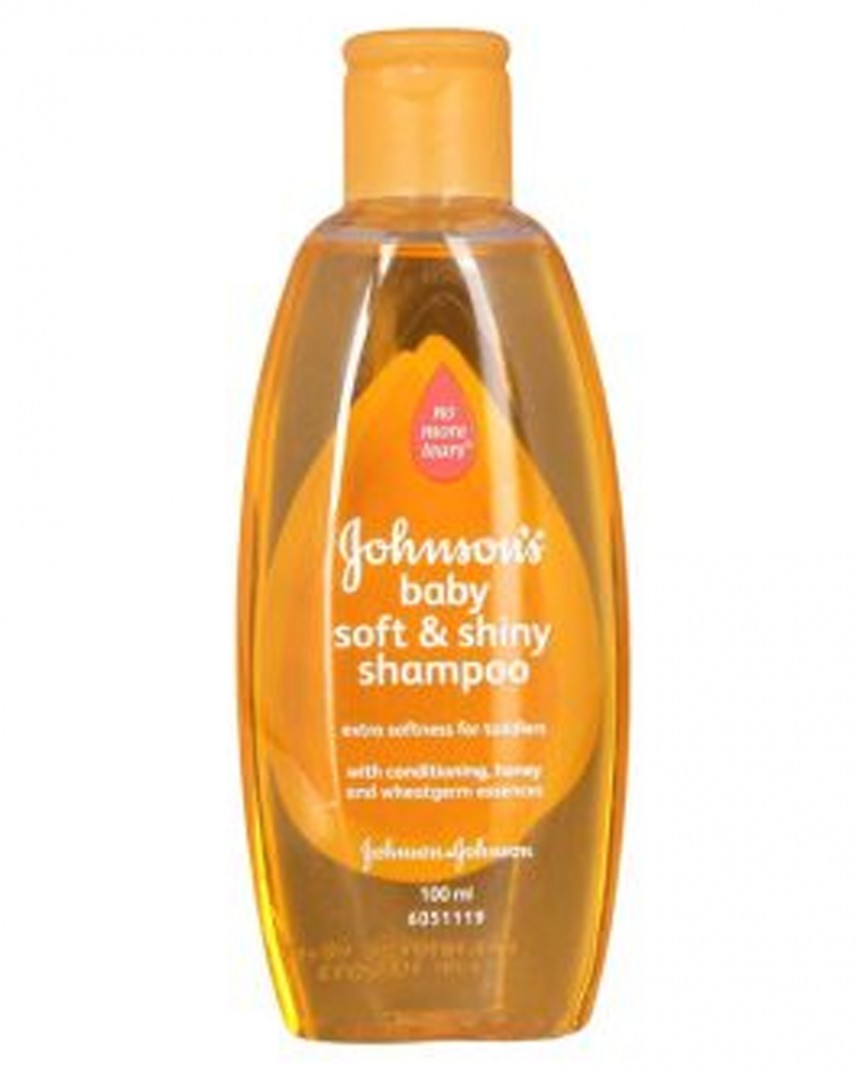 no
more
tears®
Johnson's
baby
soft & shiny
shampoo
extra softness for toddlers
with conditioning, honey
and wheatgerm essences
Johnson & Johnson
100 ml
6051119